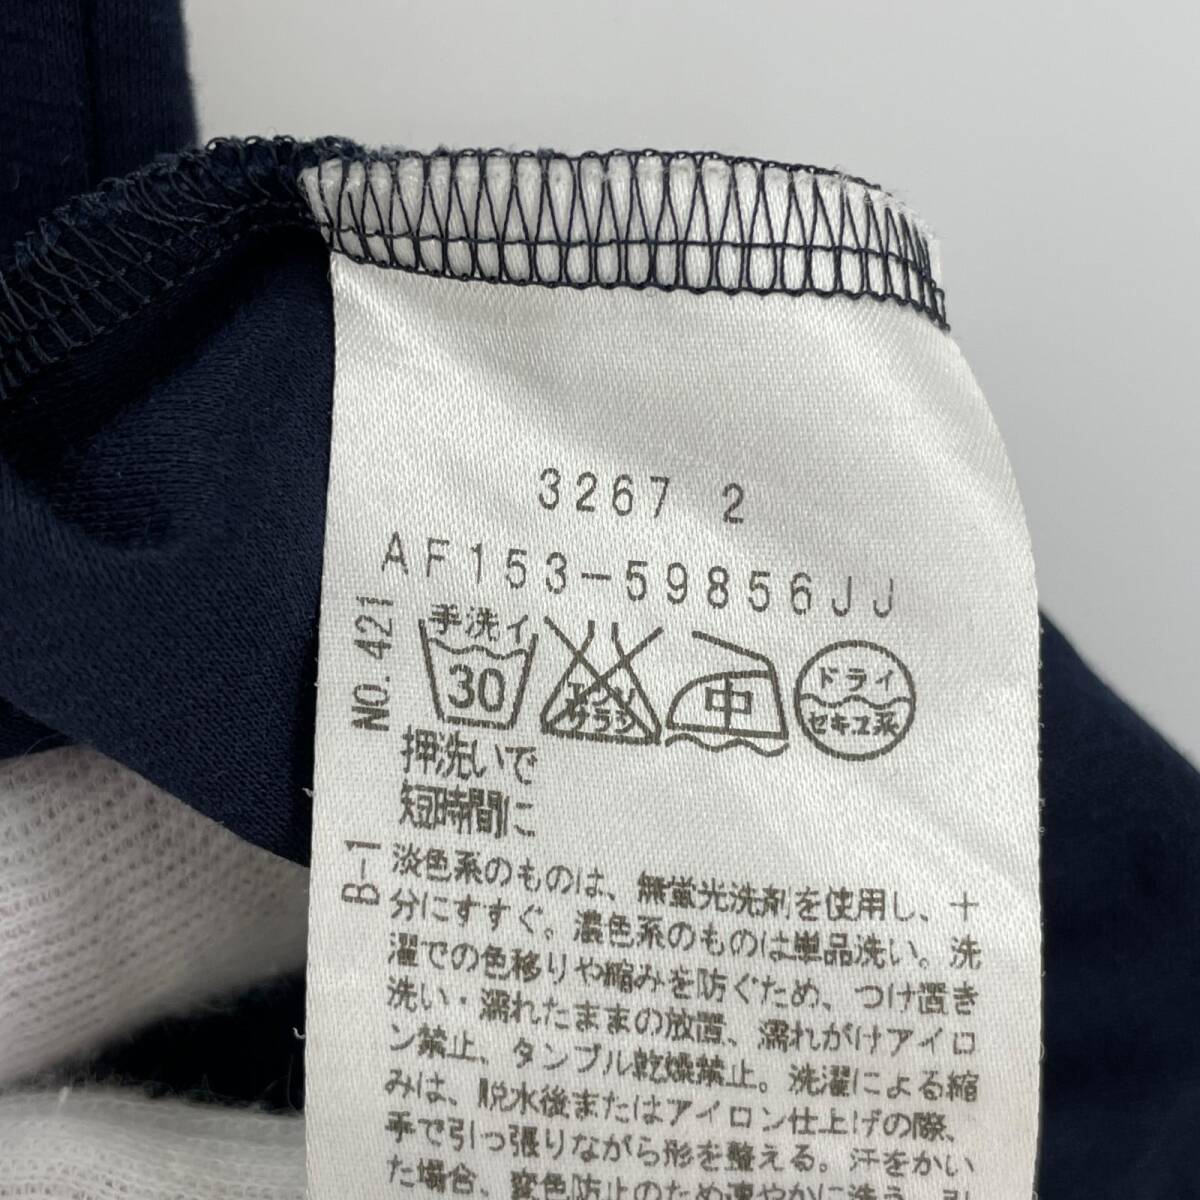 3267 2
AF153-59856JJ
NO. 421
手洗イ
30
エンソ
サラシ
中
ドライ
セキユ系
押洗いで
短時間に
B-1
淡色系のものは、無蛍光洗剤を使用し、十
分にすすぐ。濃色系のものは単品洗い。洗
濯での色移りや縮みを防ぐため、つけ置き
洗い・濡れたままの放置、濡れがけアイロ
ン禁止、タンブル乾燥禁止。洗濯による縮
みは、脱水後またはアイロン仕上げの際、
手で引っ張りながら形を整える。汗をかい
た場合、変色防止のため速やかに洗う。引